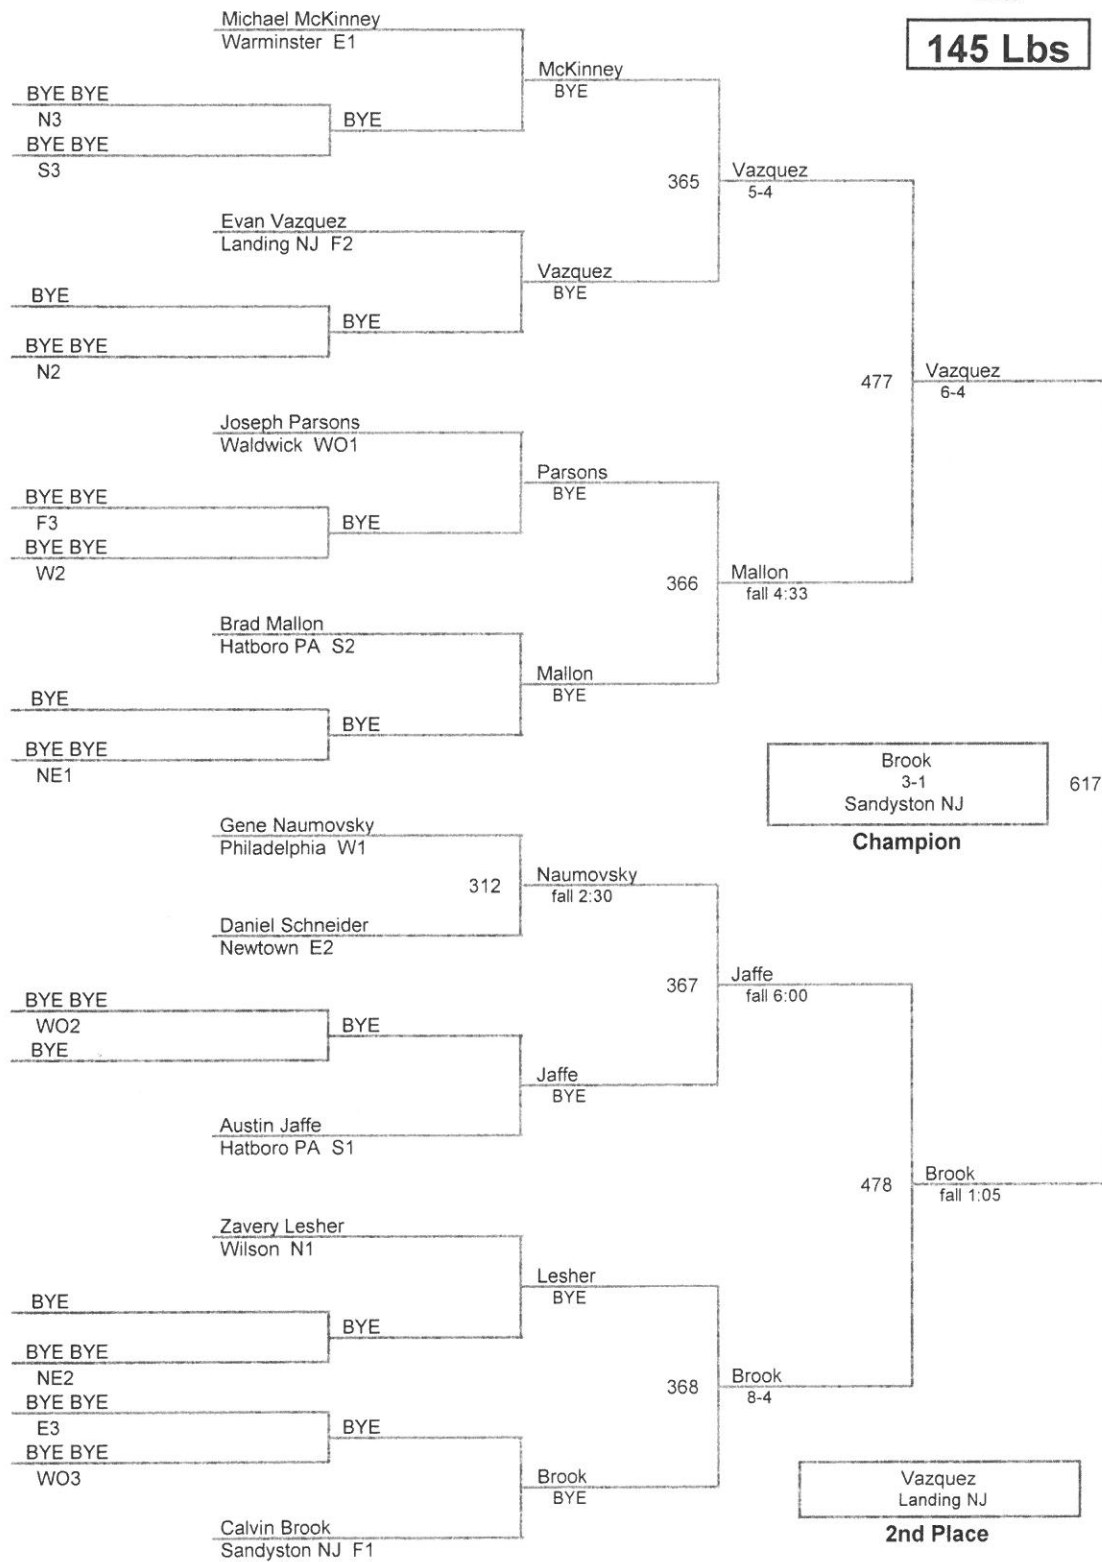 145 Lbs
Michael McKinney
Warminster E1
McKinney
BYE
BYE BYE
N3
BYE
BYE BYE
S3
365
Vazquez
5-4
Evan Vazquez
Landing NJ F2
Vazquez
BYE
BYE
BYE
BYE BYE
N2
477
Vazquez
6-4
Joseph Parsons
Waldwick WO1
Parsons
BYE
BYE BYE
F3
BYE
BYE BYE
W2
366
Mallon
fall 4:33
Brad Mallon
Hatboro PA S2
Mallon
BYE
BYE
BYE
BYE BYE
NE1
Brook
3-1
Sandyston NJ
617
Champion
Gene Naumovsky
Philadelphia W1
312
Naumovsky
fall 2:30
Daniel Schneider
Newtown E2
367
Jaffe
fall 6:00
BYE BYE
WO2
BYE
BYE
Jaffe
BYE
Austin Jaffe
Hatboro PA S1
478
Brook
fall 1:05
Zavery Lesher
Wilson N1
Lesher
BYE
BYE
BYE
BYE BYE
NE2
368
Brook
8-4
BYE BYE
E3
BYE
BYE BYE
WO3
Brook
BYE
Calvin Brook
Sandyston NJ F1
Vazquez
Landing NJ
2nd Place